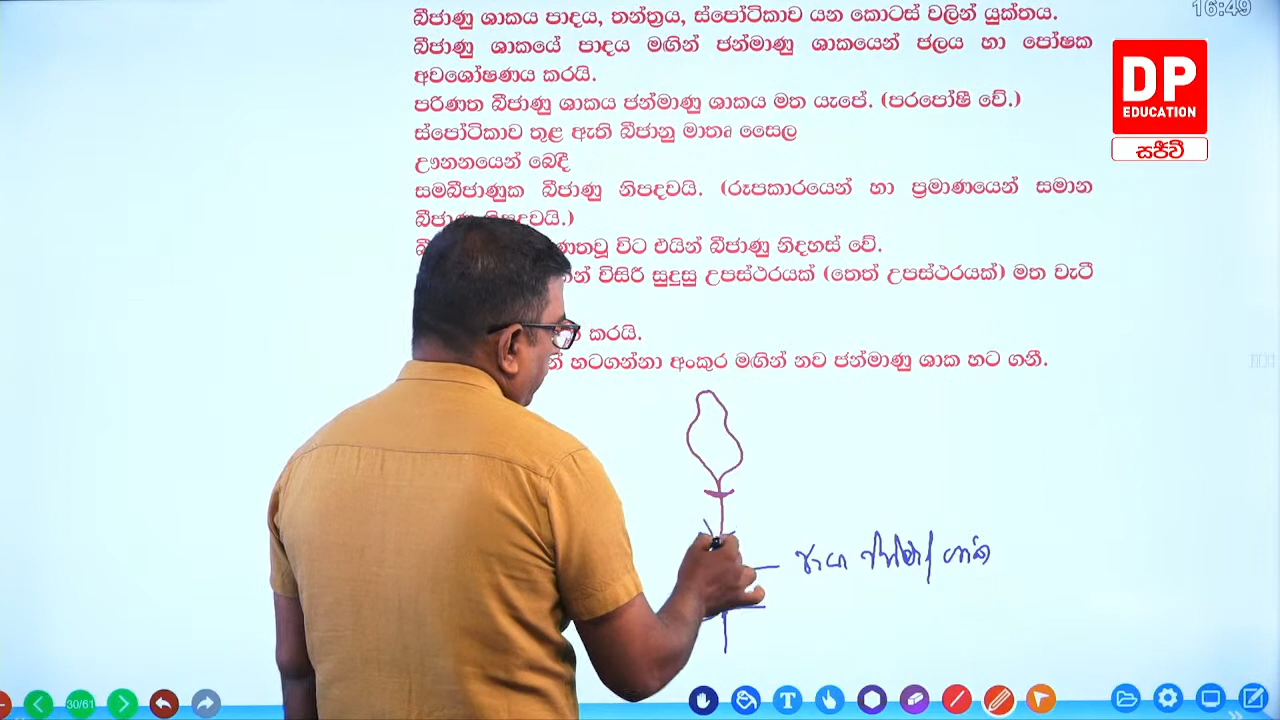 බීජාණු ශාකය පාදය, තන්ත්‍රය, ස්පෝටිකාව යන කොටස් වලින් යුක්තය.
16:49
බීජාණු ශාකයේ පාදය මඟින් ජන්මාණු ශාකයෙන් ජලය හා පෝෂක
අවශෝෂණය කරයි.
DP
EDUCATION
සජීවී
පරිණත බීජාණු ශාකය ජන්මාණු ශාකය මත යැපේ. (පරපෝෂී වේ.)
ස්පෝටිකාව තුළ ඇති බීජානු මාතෘ සෛල
ඌනනයෙන් බෙදී
සමබීජාණුක බීජාණු නිපදවයි. (රූපකාරයෙන් හා ප්‍රමාණයෙන් සමාන
විට එයින් බීජාණු නිදහස් වේ.
විසිරී සුදුසු උපස්ථරයක් (තෙත් උපස්ථරයක්) මත වැටී
කරයි.
හටගන්නා අංකුර මඟින් නව ජන්මාණු ශාක හට ගනී.
ශාක
30/61